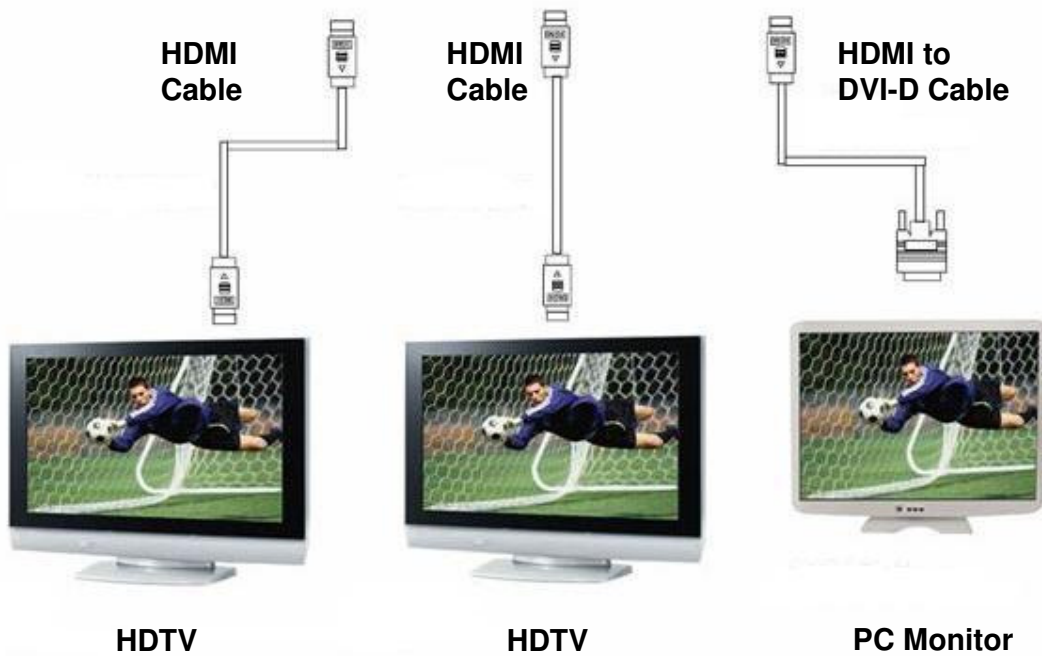 HDMI
Cable
HDMI
Cable
HDMI to
DVI-D Cable
HDTV
HDTV
PC Monitor